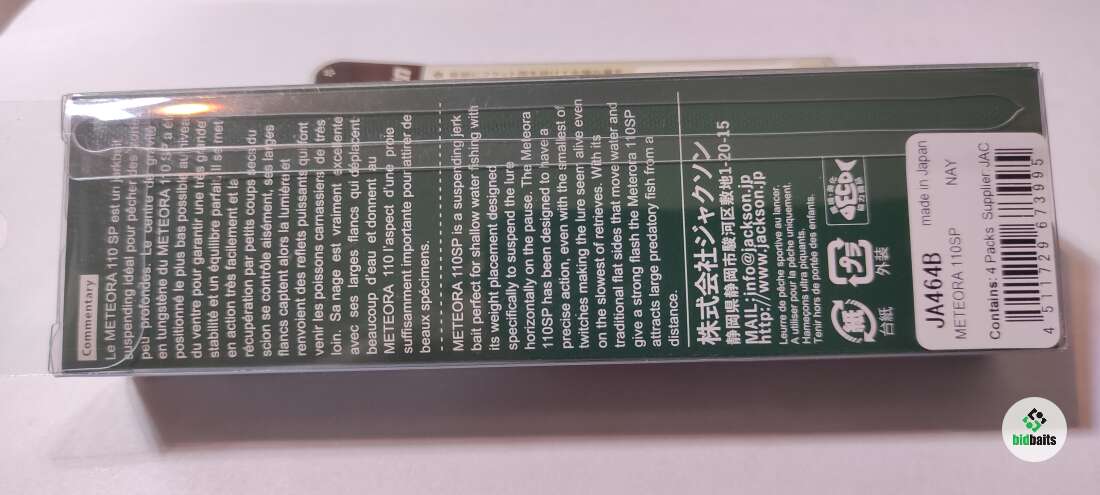 Commentary
Le METEORA 110 SP est un
suspending idéal pour pêcher des
peu profondes. Le centre de gravité
en tungstène du METEORA 110 SP a é
positionné le plus bas possible au nivea
du ventre pour garantir une très grande
stabilité et un équilibre parfait. Il se met
en action très facilement et la
récupération par petits coups secs du
scion se contrôle aisément, ses larges
flancs captent alors la lumière et
renvoient des reflets puissants qui font
venir les poissons carnassiers de très
loin. Sa nage est vraiment excellente
avec ses larges flancs qui déplacent
beaucoup d'eau et donnent au
METEORA 110 l'aspect d'une proie
suffisamment importante pour attirer de
beaux spécimens.
METEORA 110SP is a suspending jerk
bait perfect for shallow water fishing with
its weight placement designed
specifically to suspend the lure
horizontally on the pause. The Meteora
110SP has been designed to have a
precise action, even with the smallest of
twitches making the lure seem alive even
on the slowest of retrieves. With its
traditional flat sides that move water and
give a strong flash the Meterora 110SP
attracts large predatory fish from a
distance.
株式会社ジャクソン
静岡県静岡市駿河区敷地1-20-15
MAIL;info@jackson.jp
http://www.jackson.jp
Leurre de pêche sportive au lancer.
A utiliser pour la pêche uniquement.
Hameçons ultra piquants.
Tenir hors de portée des enfants.
紙
台紙
プラ
外装
JA464B
made in Japan
METEORA 110SP NAY
Contains:4 Packs Supplier:JAC
4 511729 673995
bidbaits